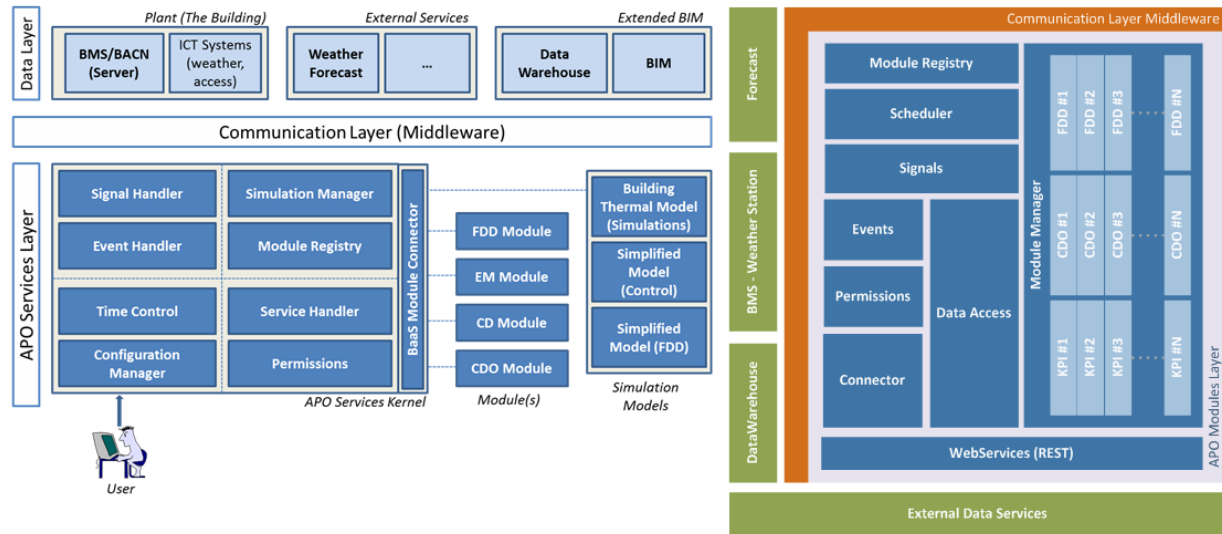 Data Layer
Plant (The Building)
BMS/BACN
(Server)
ICT Systems
(weather,
access)
External Services
Weather
Forecast
...
Extended BIM
Data
Warehouse
BIM
Communication Layer (Middleware)
APO Services Layer
Signal Handler
Simulation Manager
Event Handler
Module Registry
Time Control
Service Handler
Configuration
Manager
Permissions
APO Services Kernel
BaaS Module Connector
FDD Module
EM Module
CD Module
CDO Module
Module(s)
Building
Thermal Model
(Simulations)
Simplified
Model
(Control)
Simplified
Model (FDD)
Simulation
Models
User
Forecast
BMS - Weather Station
DataWarehouse
Communication Layer Middleware
Module Registry
Scheduler
Signals
Events
Permissions
Connector
Data Access
Module Manager
FDD #1
FDD #2
FDD #3
FDD #N
CDO #1
CDO #2
CDO #3
CDO #N
KPI #1
KPI #2
KPI #3
KPI #N
WebServices (REST)
APO Modules Layer
External Data Services